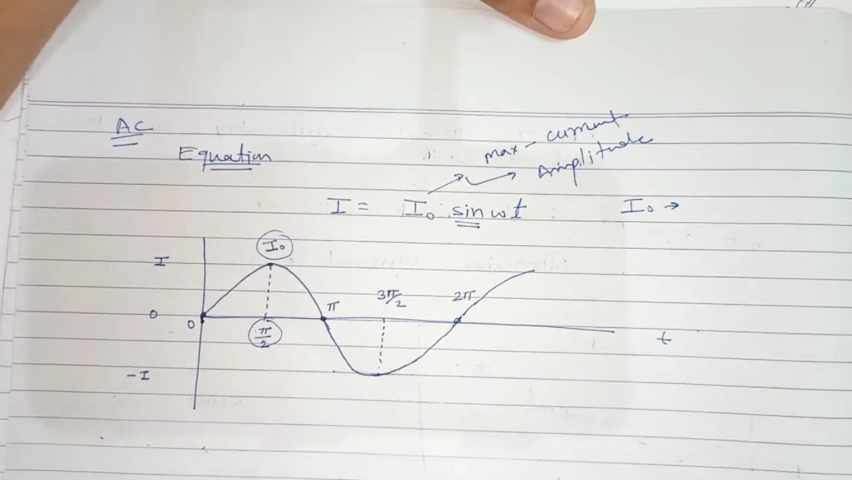 AC
Equation
max - current
Amplitude
I = I₀ sin ωt
I₀ →
I₀
I
0
0
π/2
π
3π/2
2π
t
-I